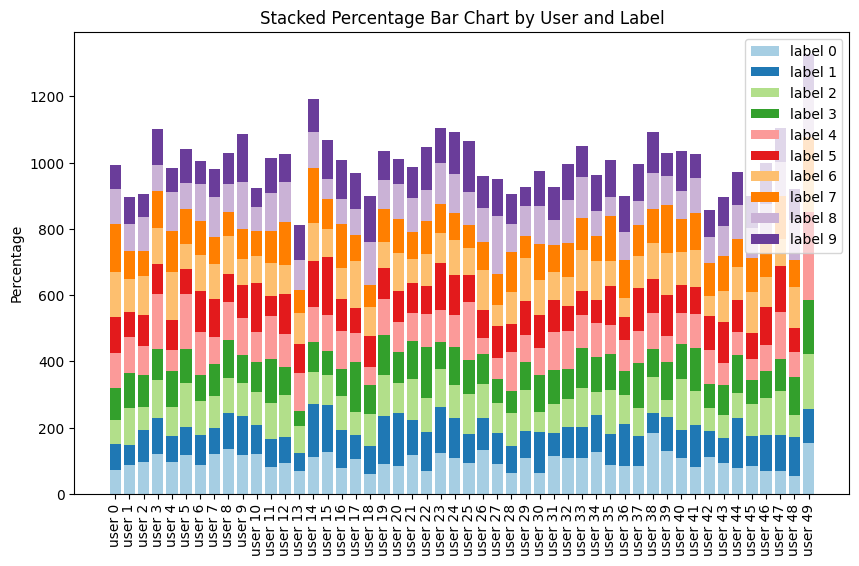 Stacked Percentage Bar Chart by User and Label
Percentage
1200
1000
800
600
400
200
0
label 0
label 1
label 2
label 3
label 4
label 5
label 6
label 7
label 8
label 9
user 0
user 1
user 2
user 3
user 4
user 5
user 6
user 7
user 8
user 9
user 10
user 11
user 12
user 13
user 14
user 15
user 16
user 17
user 18
user 19
user 20
user 21
user 22
user 23
user 24
user 25
user 26
user 27
user 28
user 29
user 30
user 31
user 32
user 33
user 34
user 35
user 36
user 37
user 38
user 39
user 40
user 41
user 42
user 43
user 44
user 45
user 46
user 47
user 48
user 49